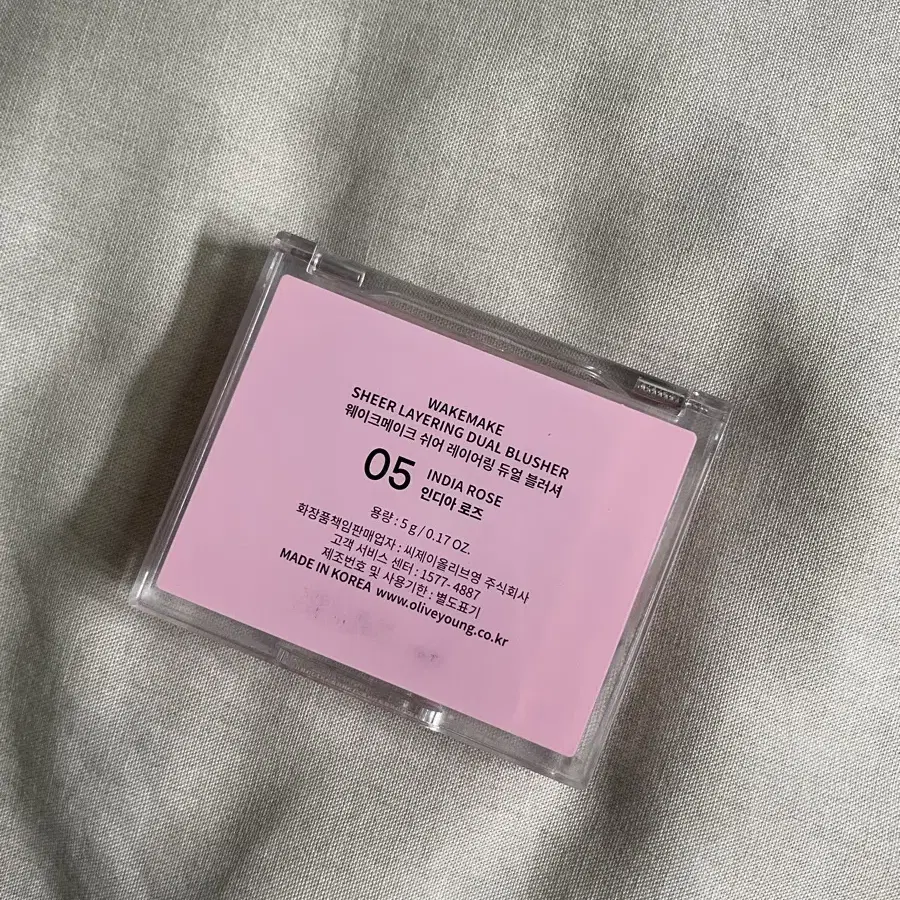 WAKEMAKE
SHEER LAYERING DUAL BLUSHER
웨이크메이크 쉬어 레이어링 듀얼 블러셔
05 INDIA ROSE
인디아 로즈
용량 : 5 g / 0.17 OZ.
화장품책임판매업자 : 씨제이올리브영 주식회사
고객 서비스 센터 : 1577- 4887
제조번호 및 사용기한 : 별도표기
MADE IN KOREA www.oliveyoung.co.kr